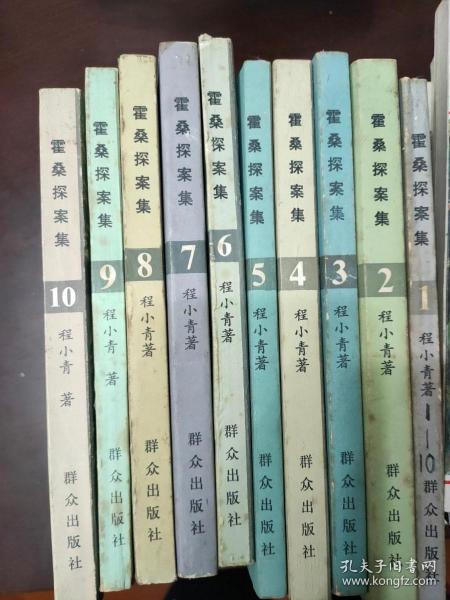 霍桑探案集
10
程小青 著
群众出版社
霍桑探案集
9
程小青 著
群众出版社
霍桑探案集
8
程小青著
群众出版社
霍桑探案集
7
程小青著
群众出版社
霍桑探案集
6
程小青著
群众出版社
霍桑探案集
5
程小青著
群众出版社
霍桑探案集
4
程小青著
群众出版社
霍桑探案集
3
程小青著
群众出版社
霍桑探案集
2
程小青著
群众出版社
霍桑探案集
1
程小青著
1-10
群众出版社
孔夫子旧书网